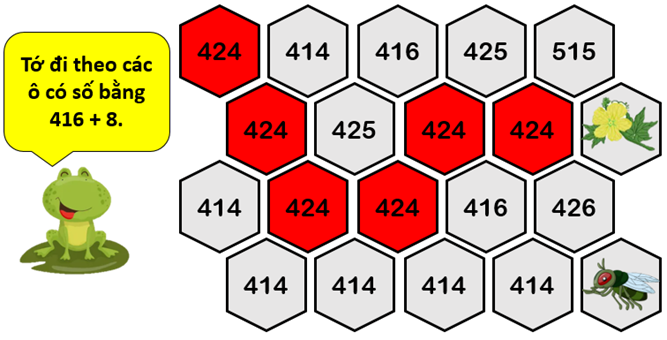 Tớ đi theo các
ô có số bằng
416 + 8.
424 414 416 425 515
424 425 424 424
414 424 424 416 426
414 414 414 414